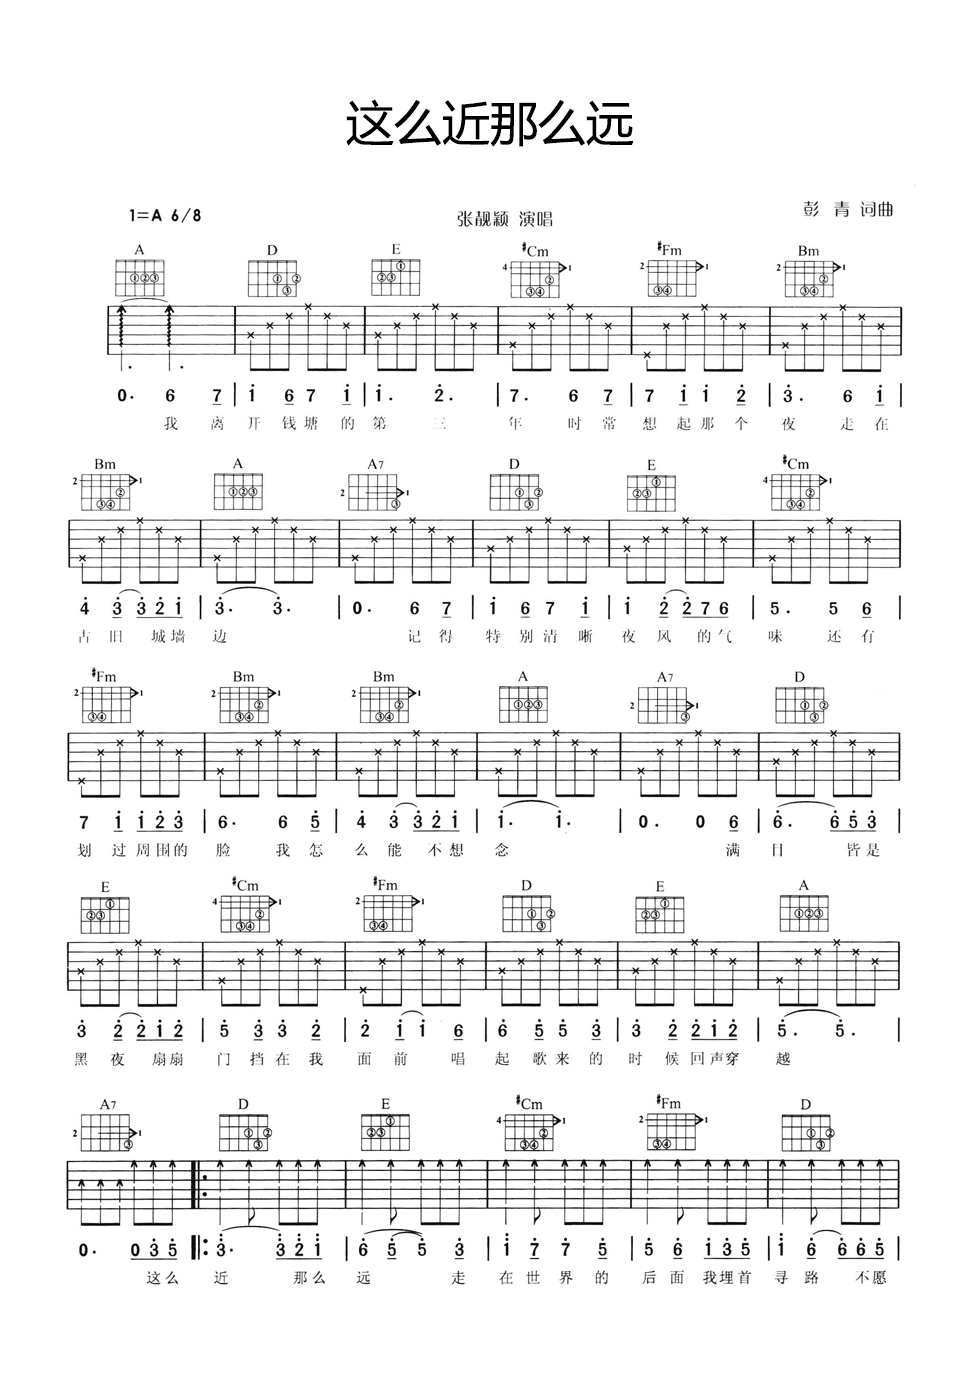 这么近那么远
1=A 6/8
张靓颖 演唱
彭 青 词曲
A D E #Cm #Fm Bm
0· 6 7 | i 6 7 i | i· 2· | 7· 6 7 | 7 i i 2 | 3· 6 i |
我 离 开 钱 塘 的 第 三 年 时 常 想 起 那 个 夜 走 在
Bm A A7 D E #Cm
4 3 3 2 i | 3· 3· | 0· 6 7 | i 6 7 i | i 2 2 7 6 | 5· 5 6 |
古 旧 城 墙 边 记 得 特 别 清 晰 夜 风 的 气 味 还 有
#Fm Bm Bm A A7 D
7 i i 2 3 | 6· 6 5 | 4 3 3 2 i | i· i· | 0· 0 6 | 6· 6 5 3 |
划 过 周 围 的 脸 我 怎 么 能 不 想 念 满 目 皆 是
E #Cm #Fm D E A
3 2 2 i 2 | 5 3 3 2 | 2 i i 6 | 6 5 5 3 | 3 2 2 i 2 | 5· 5· |
黑 夜 扇 扇 门 挡 在 我 面 前 唱 起 歌 来 的 时 候 回 声 穿 越
A7 D E #Cm #Fm D
0· 0 3 5 |: 3· 3 2 i | 6 5 5 3 | i 7 7 5 | 5 6 i 3 5 | i 6 6 6 5 |
这 么 近 那 么 远 走 在 世 界 的 后 面 我 埋 首 寻 路 不 愿